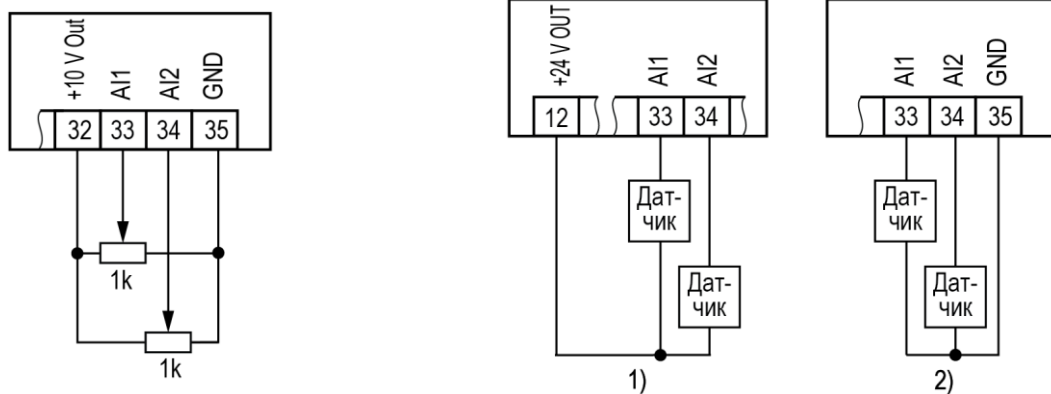 +10 V Out AI1 AI2 GND
32 33 34 35
1k
1k
+24 V OUT AI1 AI2
12 33 34
Дат-
чик
Дат-
чик
1)
AI1 AI2 GND
33 34 35
Дат-
чик
Дат-
чик
2)